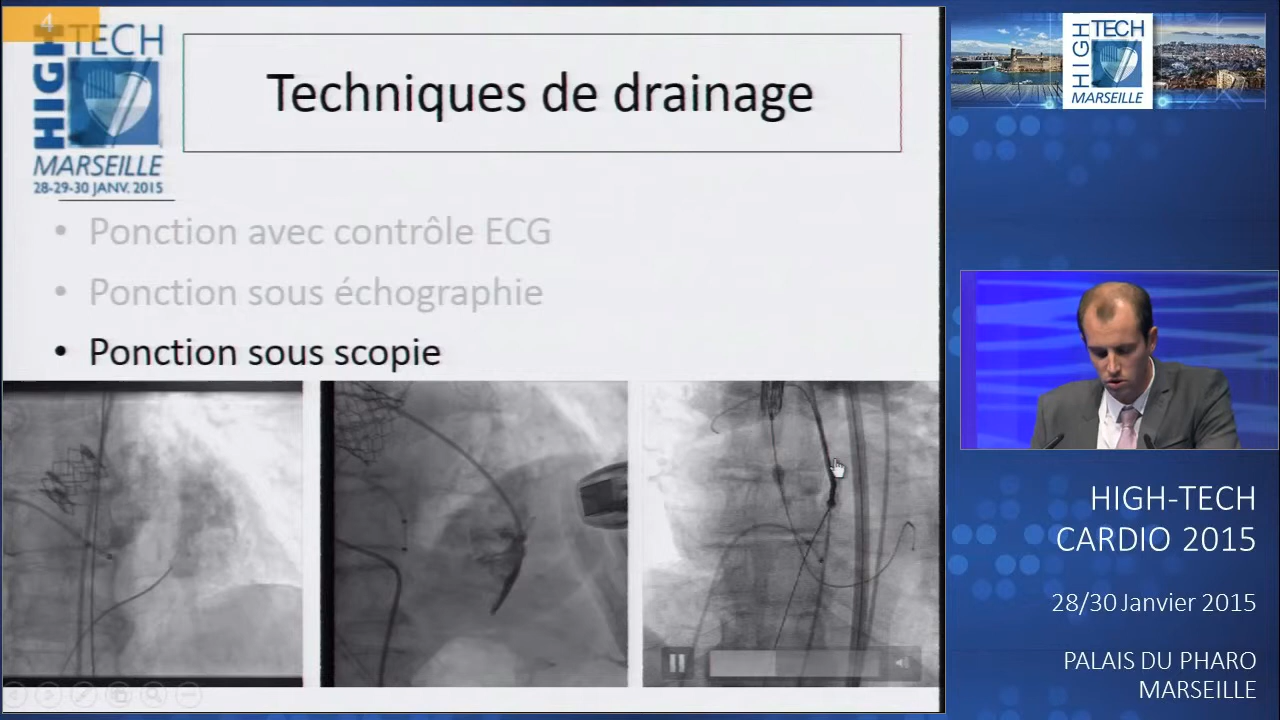 4
HIGH TECH
MARSEILLE
28-29-30 JANV. 2015
Techniques de drainage
• Ponction avec contrôle ECG
• Ponction sous échographie
• Ponction sous scopie
HIGH TECH
MARSEILLE
HIGH-TECH
CARDIO 2015
28/30 Janvier 2015
PALAIS DU PHARO
MARSEILLE